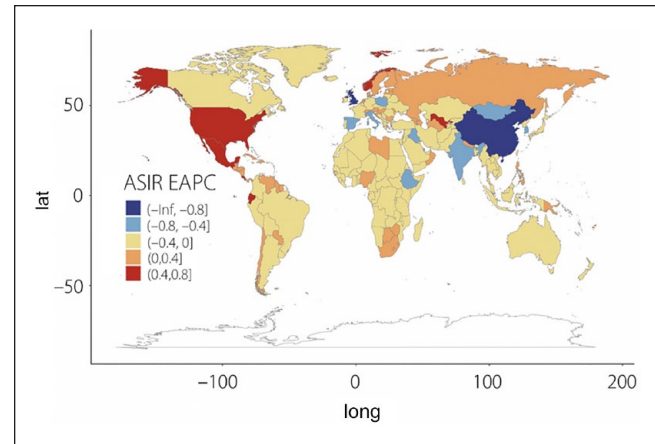 50
0
−50
lat
ASIR EAPC
(−Inf, −0.8]
(−0.8, −0.4]
(−0.4, 0]
(0,0.4]
(0.4,0.8]
−100
0
100
200
long